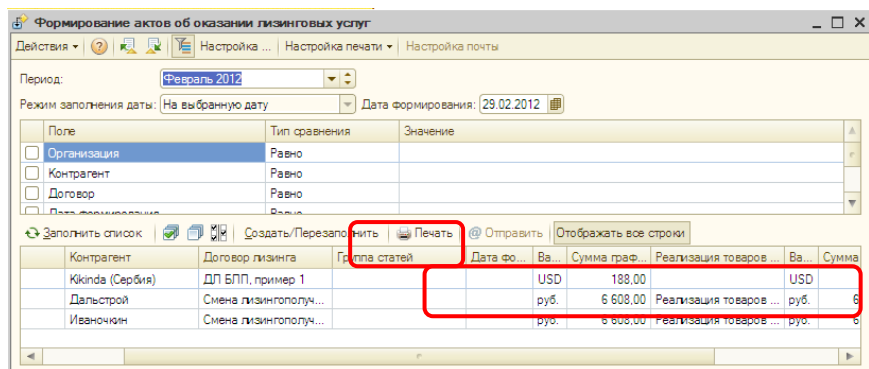 Формирование актов об оказании лизинговых услуг
Действия Настройка ... Настройка печати Настройка почты
Период: Февраль 2012
Режим заполнения даты: На выбранную дату Дата формирования: 29.02.2012
Поле Тип сравнения Значение
Организация Равно
Контрагент Равно
Договор Равно
Дата формирования Равно
Заполнить список Создать/Перезаполнить Печать @ Отправить Отображать все строки
Контрагент Договор лизинга Группа статей Дата фо... Ва... Сумма граф... Реализация товаров ... Ва... Сумма
Kikinda (Сербия) ДЛ БЛП, пример 1 USD 188,00 USD
Дальстрой Смена лизингополуч... руб. 6 608,00 Реализация товаров ... руб. 6
Иваночкин Смена лизингополуч... руб. 6 608,00 Реализация товаров ... руб. 6